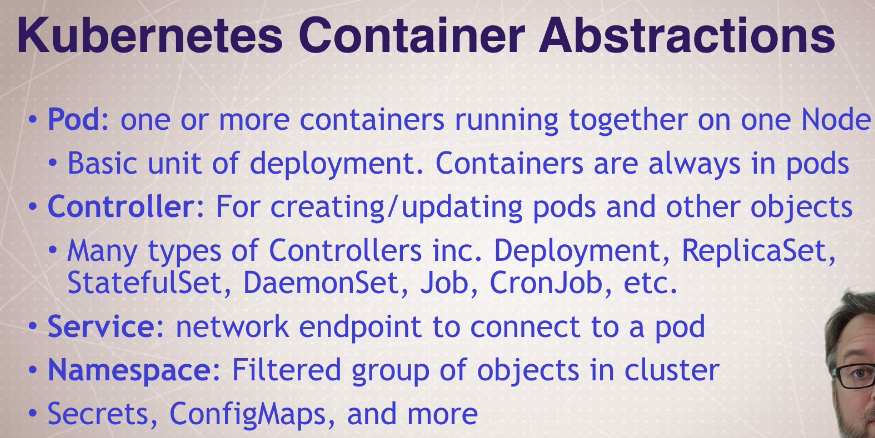 Kubernetes Container Abstractions
• Pod: one or more containers running together on one Node
• Basic unit of deployment. Containers are always in pods
• Controller: For creating/updating pods and other objects
• Many types of Controllers inc. Deployment, ReplicaSet,
StatefulSet, DaemonSet, Job, CronJob, etc.
• Service: network endpoint to connect to a pod
• Namespace: Filtered group of objects in cluster
• Secrets, ConfigMaps, and more